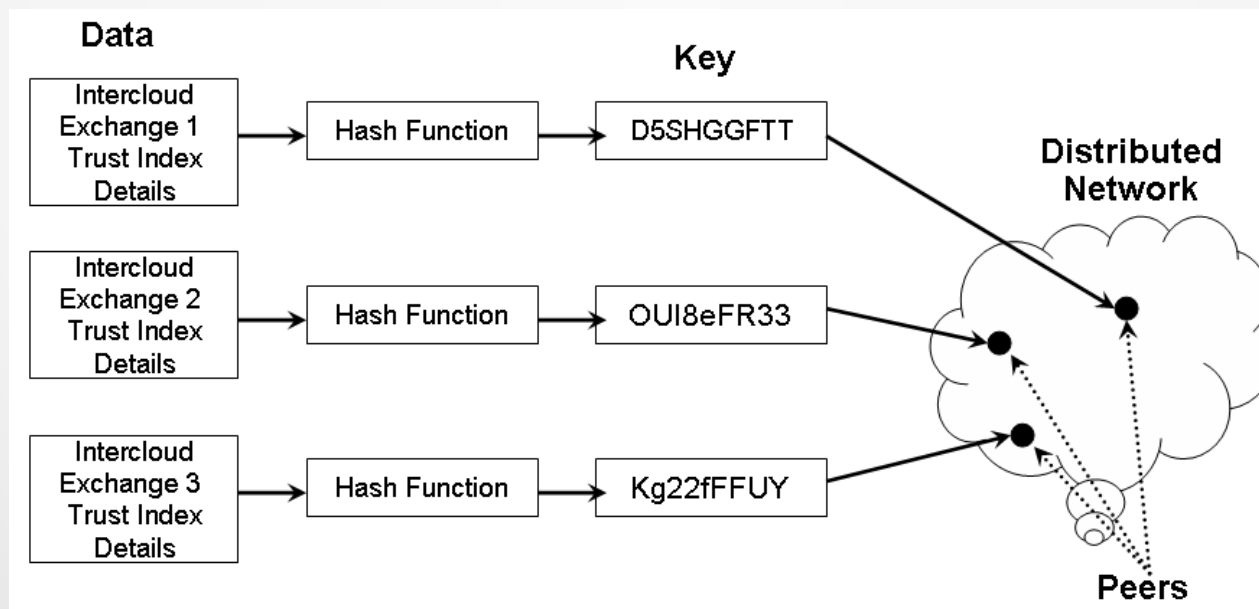 Data
Key
Distributed
Network
Intercloud
Exchange 1
Trust Index
Details
Hash Function
D5SHGGFTT
Intercloud
Exchange 2
Trust Index
Details
Hash Function
OUI8eFR33
Intercloud
Exchange 3
Trust Index
Details
Hash Function
Kg22fFFUY
Peers